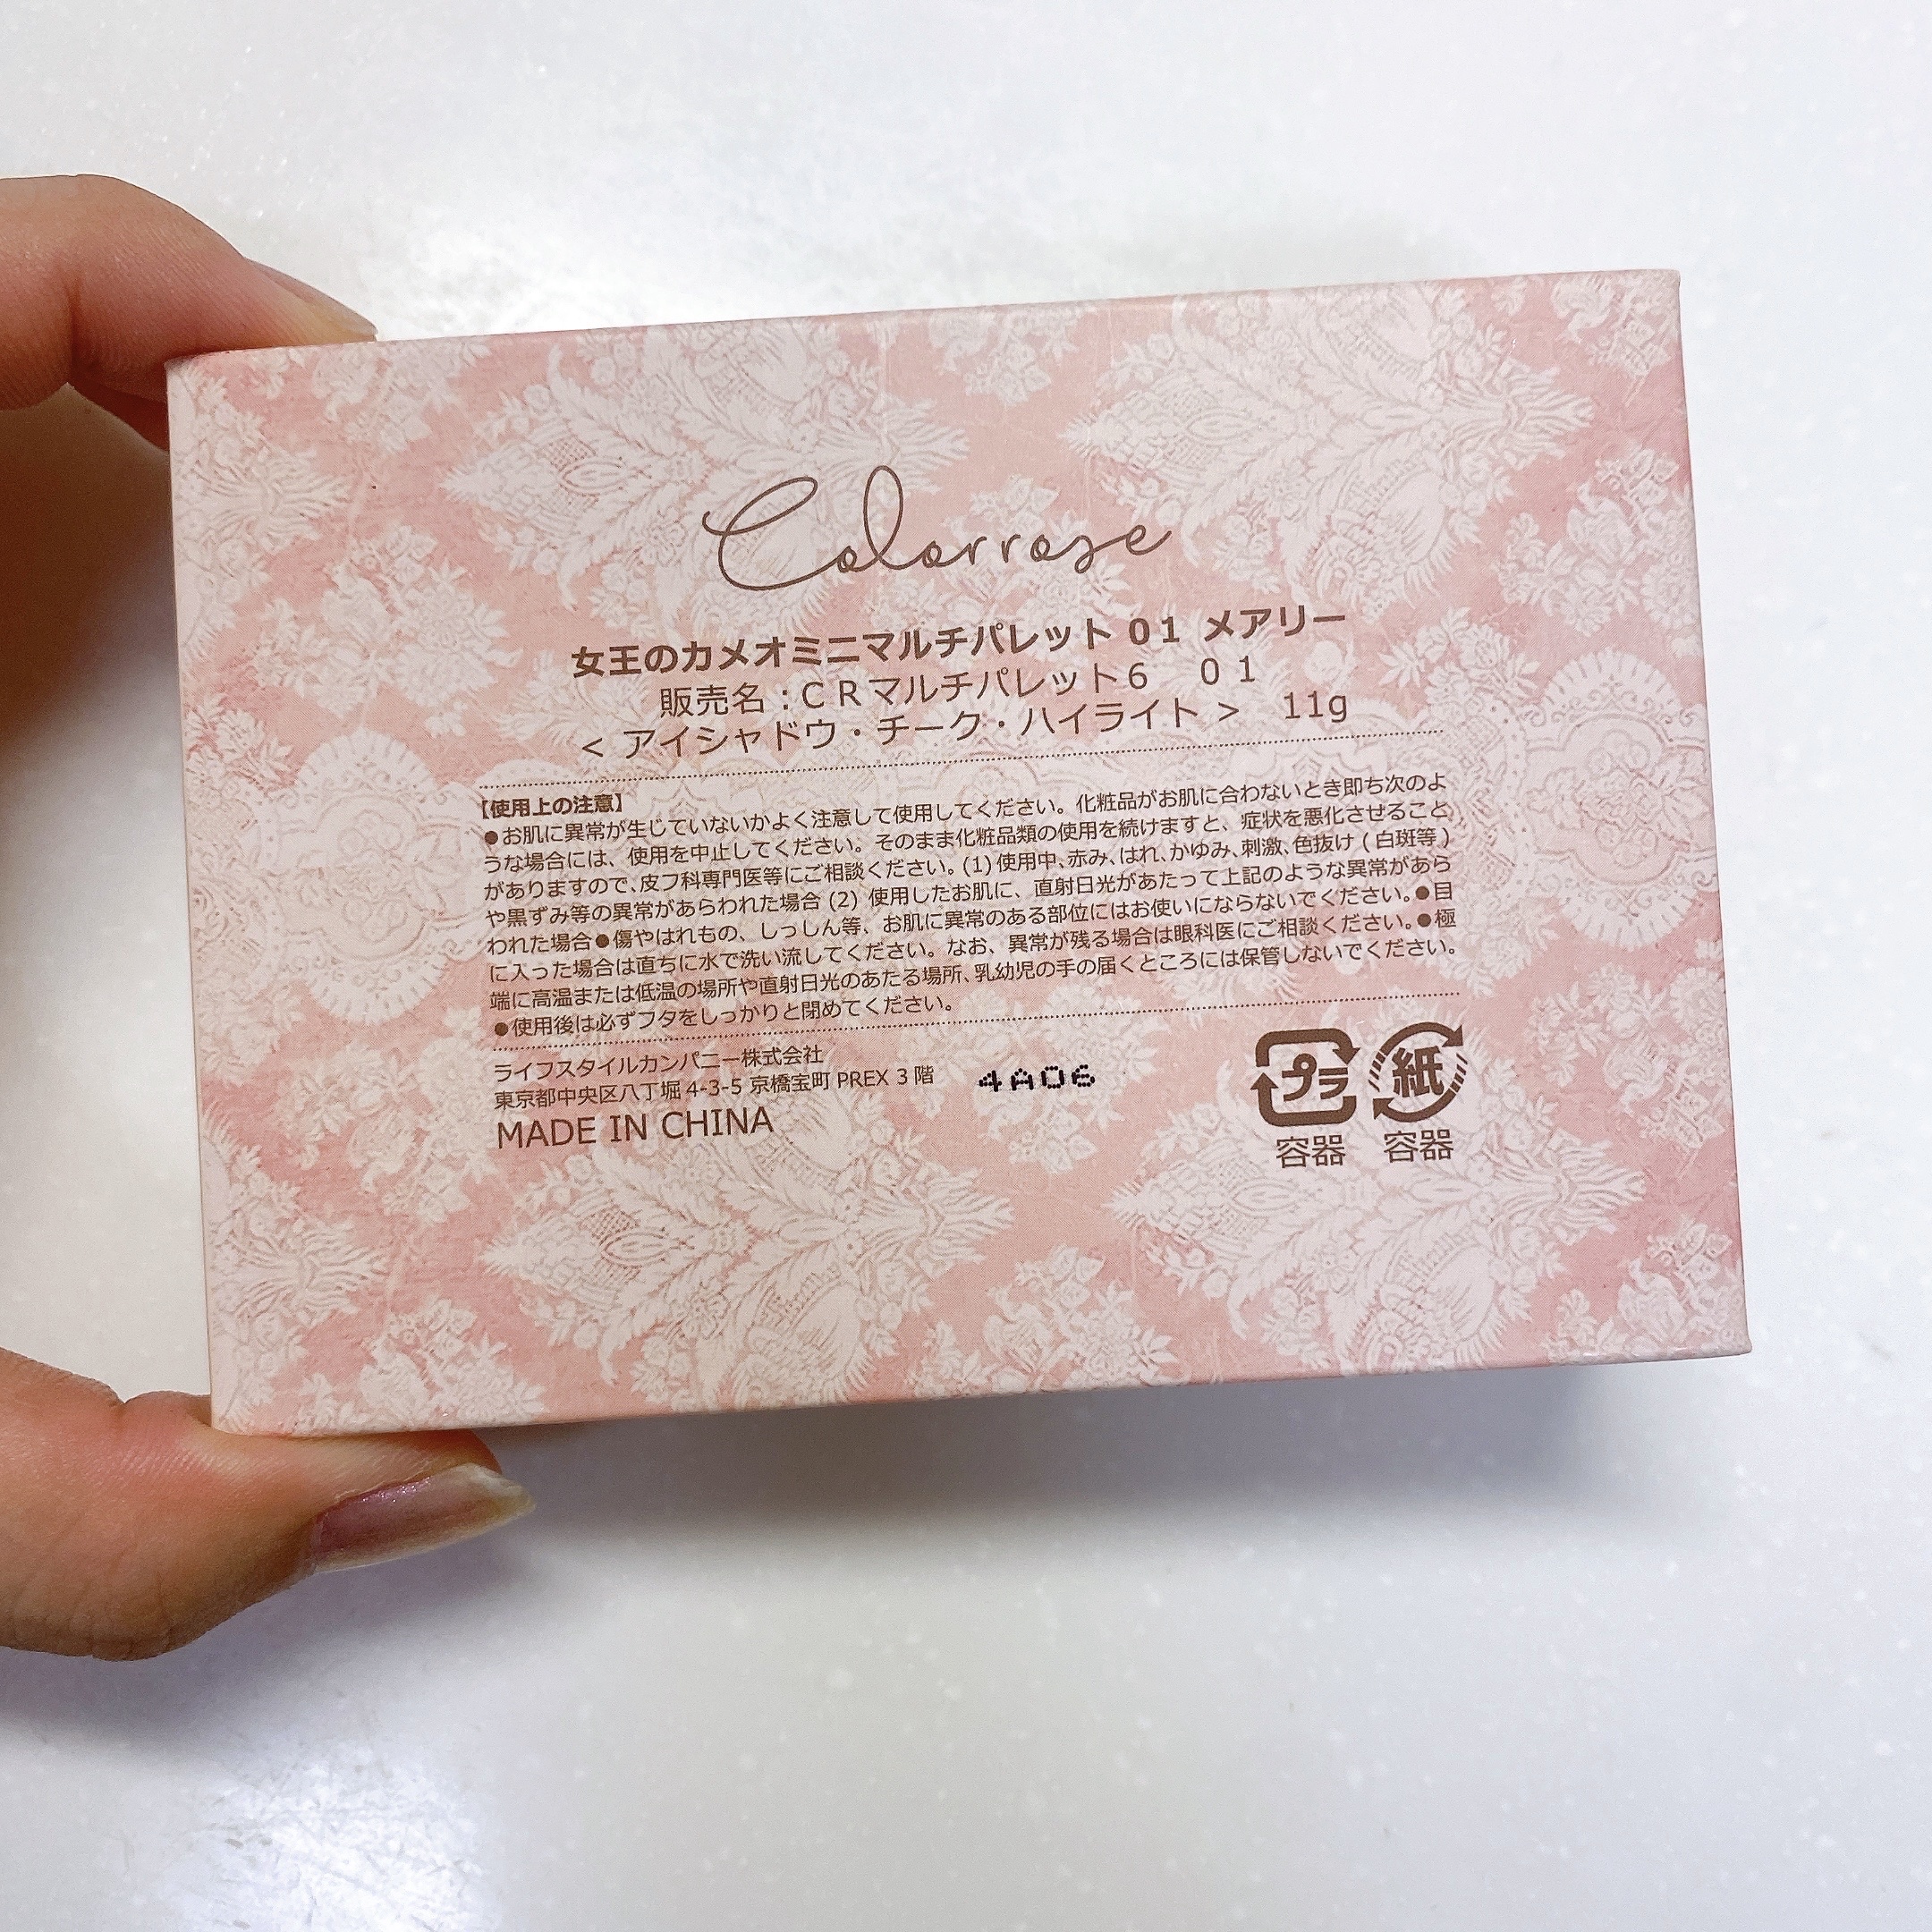 Colorrose
女王のカメオミニマルチパレット 01 メアリー
販売名：ＣＲマルチパレット６　０１
< アイシャドウ・チーク・ハイライト >　11g
【使用上の注意】
●お肌に異常が生じていないかよく注意して使用してください。化粧品がお肌に合わないとき即ち次のよ
うな場合には、使用を中止してください。そのまま化粧品類の使用を続けますと、症状を悪化させること
がありますので、皮フ科専門医等にご相談ください。(1)使用中、赤み、はれ、かゆみ、刺激、色抜け ( 白斑等 )
や黒ずみ等の異常があらわれた場合 (2) 使用したお肌に、直射日光があたって上記のような異常があら
われた場合●傷やはれもの、しっしん等、お肌に異常のある部位にはお使いにならないでください。●目
に入った場合は直ちに水で洗い流してください。なお、異常が残る場合は眼科医にご相談ください。●極
端に高温または低温の場所や直射日光のあたる場所、乳幼児の手の届くところには保管しないでください。
●使用後は必ずフタをしっかりと閉めてください。
ライフスタイルカンパニー株式会社
東京都中央区八丁堀 4-3-5 京橋宝町 PREX 3 階
4A06
MADE IN CHINA
プラ 紙
容器 容器